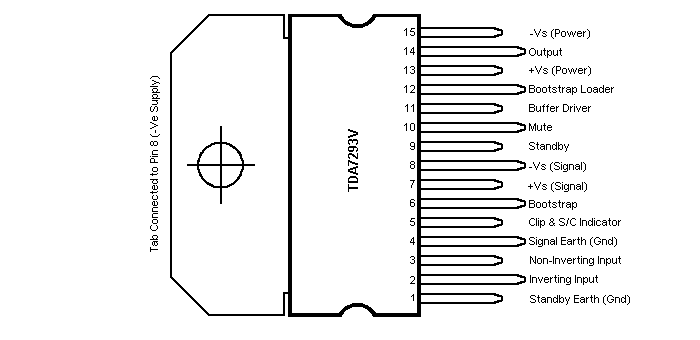 Tab Connected to Pin 8 (-Ve Supply)
TDA7293V
15 -Vs (Power)
14 Output
13 +Vs (Power)
12 Bootstrap Loader
11 Buffer Driver
10 Mute
9 Standby
8 -Vs (Signal)
7 +Vs (Signal)
6 Bootstrap
5 Clip & S/C Indicator
4 Signal Earth (Gnd)
3 Non-Inverting Input
2 Inverting Input
1 Standby Earth (Gnd)